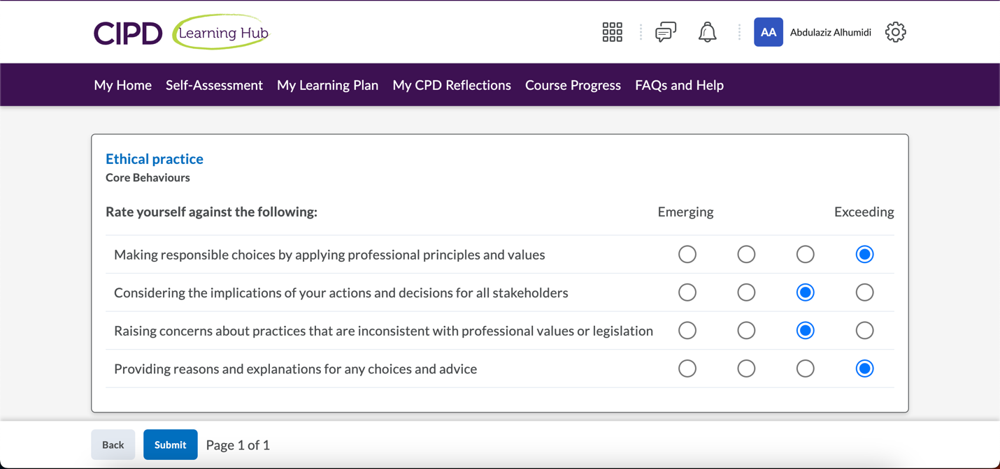 CIPD Learning Hub
AA Abdulaziz Alhumidi
My Home Self-Assessment My Learning Plan My CPD Reflections Course Progress FAQs and Help
Ethical practice
Core Behaviours
Rate yourself against the following: Emerging Exceeding
Making responsible choices by applying professional principles and values
Considering the implications of your actions and decisions for all stakeholders
Raising concerns about practices that are inconsistent with professional values or legislation
Providing reasons and explanations for any choices and advice
Back Submit Page 1 of 1